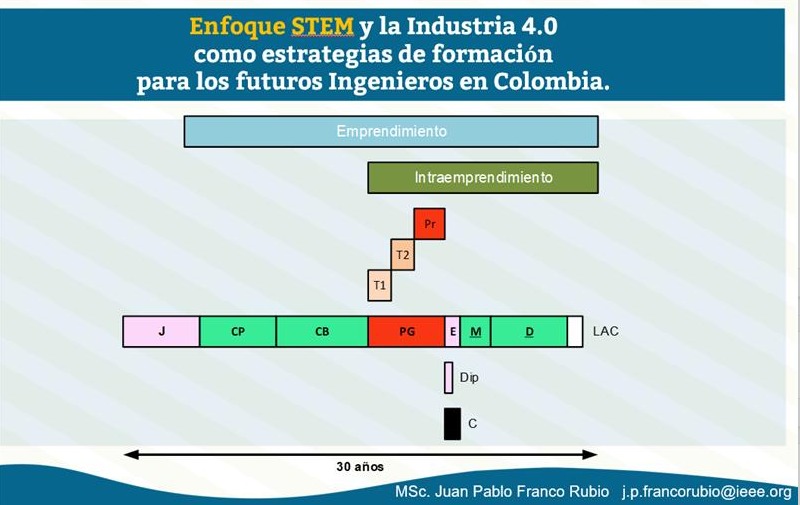 Enfoque STEM y la Industria 4.0
como estrategias de formación
para los futuros Ingenieros en Colombia.
Emprendimiento
Intraemprendimiento
Pr
T2
T1
J CP CB PG E M D LAC
Dip
C
30 años
MSc. Juan Pablo Franco Rubio j.p.francorubio@ieee.org